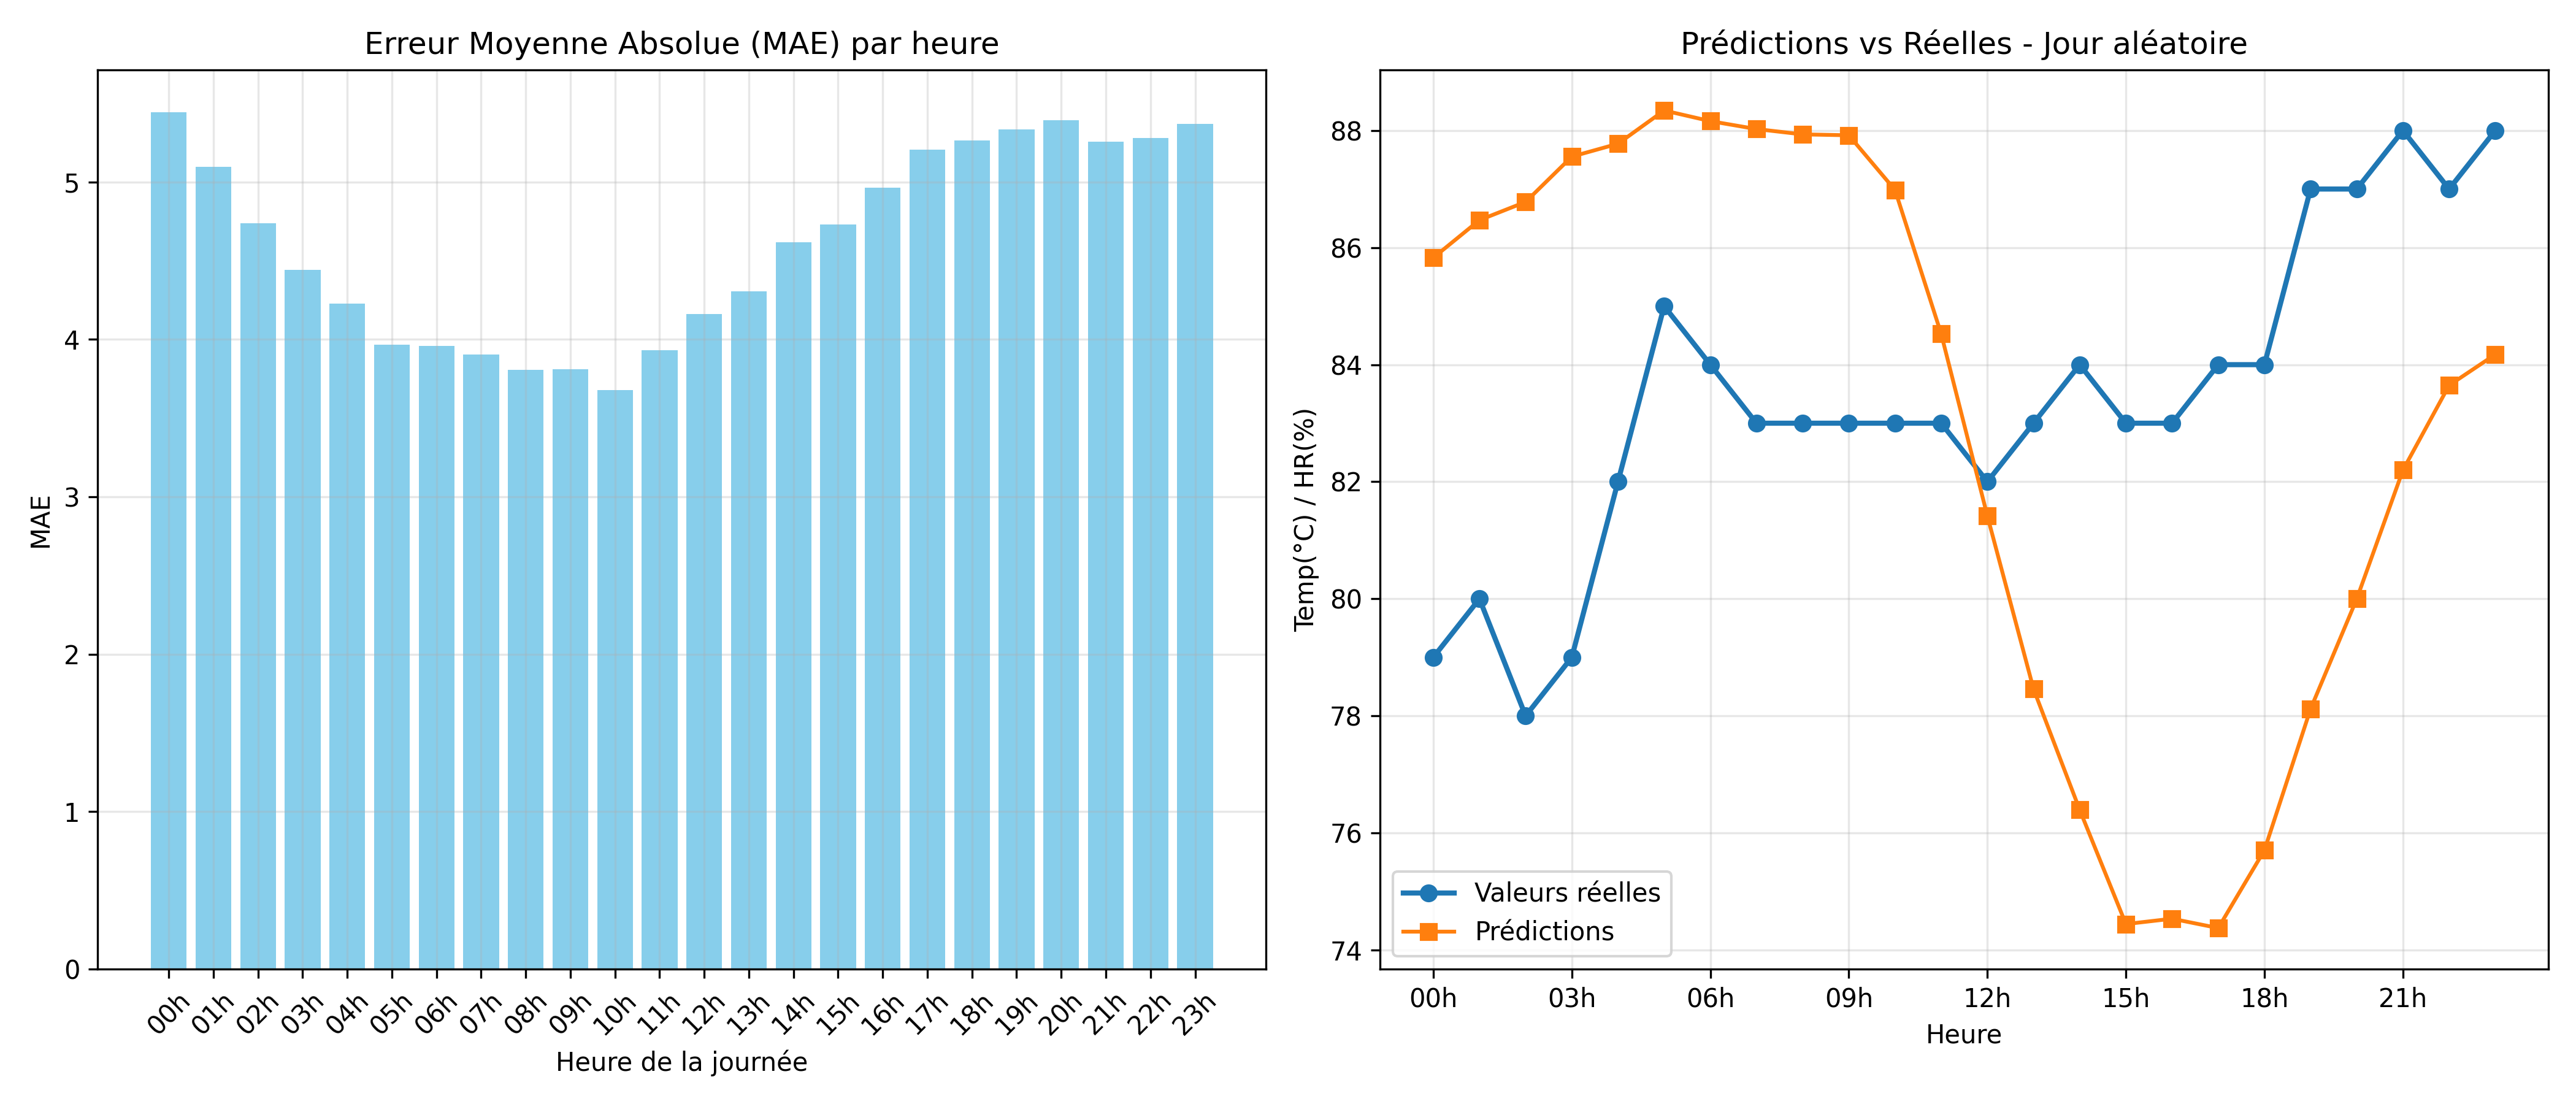 Erreur Moyenne Absolue (MAE) par heure
MAE
5
4
3
2
1
0
00h 01h 02h 03h 04h 05h 06h 07h 08h 09h 10h 11h 12h 13h 14h 15h 16h 17h 18h 19h 20h 21h 22h 23h
Heure de la journée
Prédictions vs Réelles - Jour aléatoire
Temp(°C) / HR(%)
88
86
84
82
80
78
76
74
Valeurs réelles
Prédictions
00h 03h 06h 09h 12h 15h 18h 21h
Heure